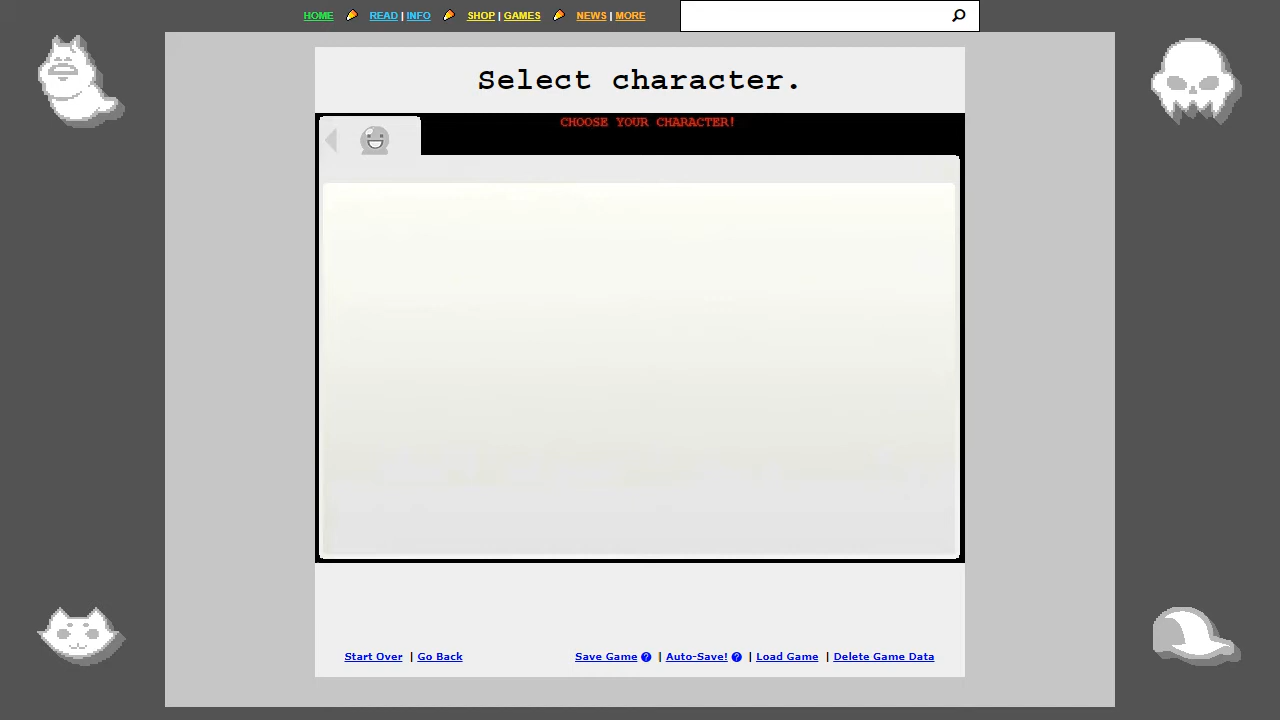 HOME READ | INFO SHOP | GAMES NEWS | MORE
Select character.
CHOOSE YOUR CHARACTER!
Start Over | Go Back Save Game ? | Auto-Save! ? | Load Game | Delete Game Data